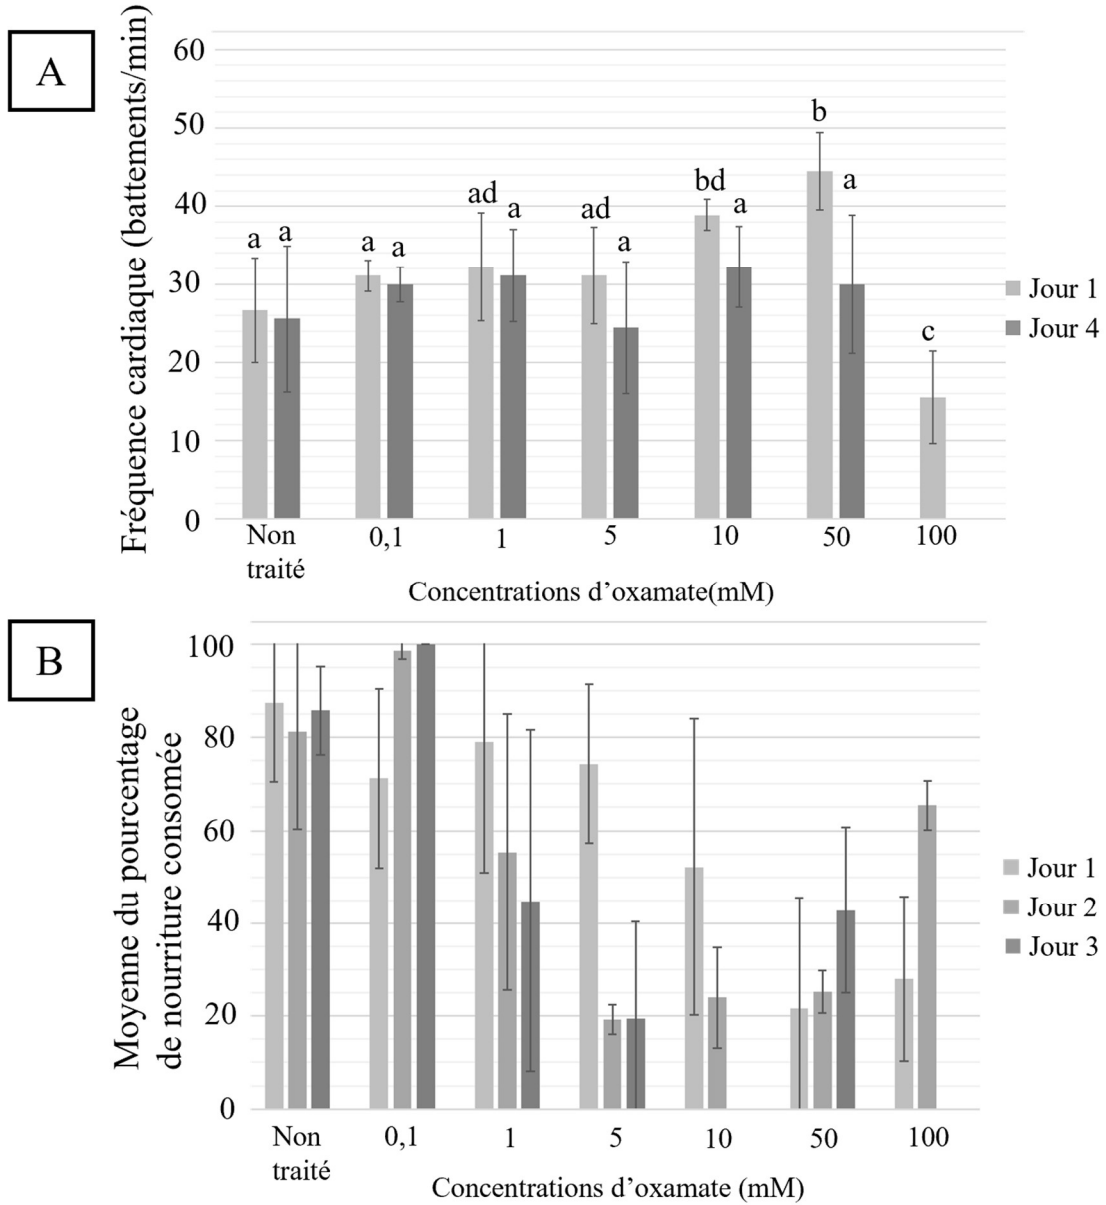 A
Fréquence cardiaque (battements/min)
60
50
40
30
20
10
0
a
a
a
a
ad
a
ad
a
bd
a
b
a
c
Jour 1
Jour 4
Non
traité
0,1
1
5
10
50
100
Concentrations d’oxamate(mM)
B
Moyenne du pourcentage
de nourriture consomée
100
80
60
40
20
0
Jour 1
Jour 2
Jour 3
Non
traité
0,1
1
5
10
50
100
Concentrations d’oxamate (mM)